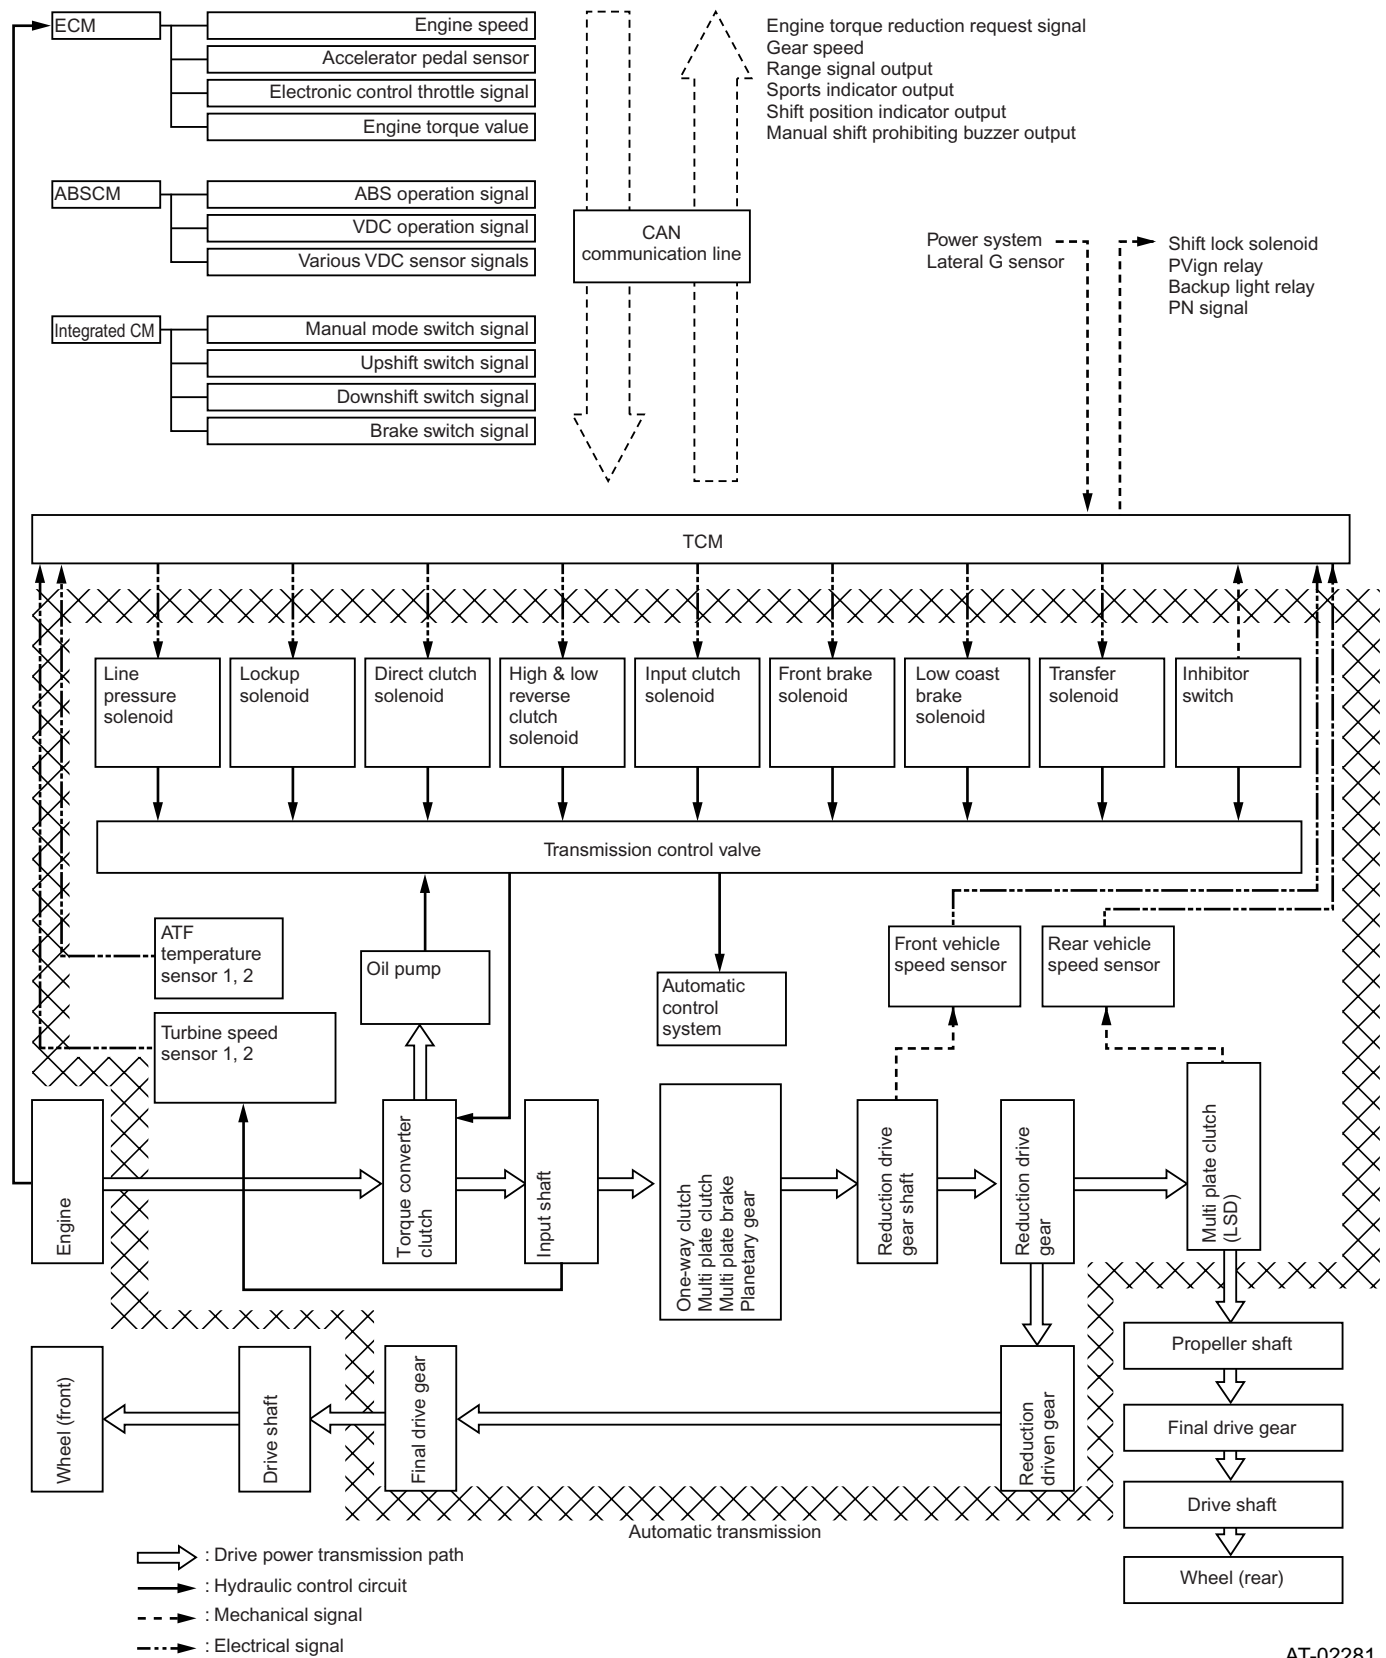 ECM
Engine speed
Accelerator pedal sensor
Electronic control throttle signal
Engine torque value
ABSCM
ABS operation signal
VDC operation signal
Various VDC sensor signals
Integrated CM
Manual mode switch signal
Upshift switch signal
Downshift switch signal
Brake switch signal
CAN
communication line
Engine torque reduction request signal
Gear speed
Range signal output
Sports indicator output
Shift position indicator output
Manual shift prohibiting buzzer output
Power system
Lateral G sensor
Shift lock solenoid
PVign relay
Backup light relay
PN signal
TCM
Line
pressure
solenoid
Lockup
solenoid
Direct clutch
solenoid
High & low
reverse
clutch
solenoid
Input clutch
solenoid
Front brake
solenoid
Low coast
brake
solenoid
Transfer
solenoid
Inhibitor
switch
Transmission control valve
ATF
temperature
sensor 1, 2
Oil pump
Automatic
control
system
Front vehicle
speed sensor
Rear vehicle
speed sensor
Turbine speed
sensor 1, 2
Engine
Torque converter
clutch
Input shaft
One-way clutch
Multi plate clutch
Multi plate brake
Planetary gear
Reduction drive
gear shaft
Reduction drive
gear
Multi plate clutch
(LSD)
Wheel (front)
Drive shaft
Final drive gear
Reduction
driven gear
Propeller shaft
Final drive gear
Drive shaft
Wheel (rear)
Automatic transmission
: Drive power transmission path
: Hydraulic control circuit
: Mechanical signal
: Electrical signal
AT-02281